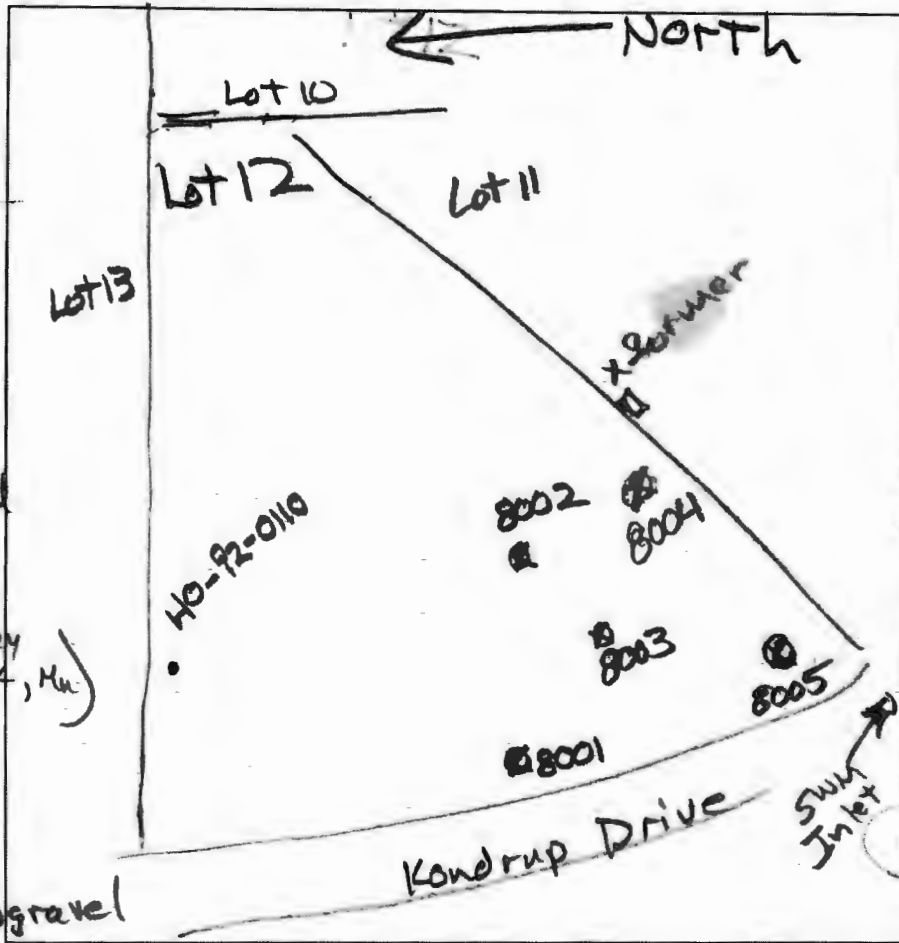 North
Lot 10
Lot 12
Lot 11
Lot 13
HO-92-0110
8002
8004
8003
8005
8001
, Mn)
SWM
Inlet
Kondrup Drive
gravel